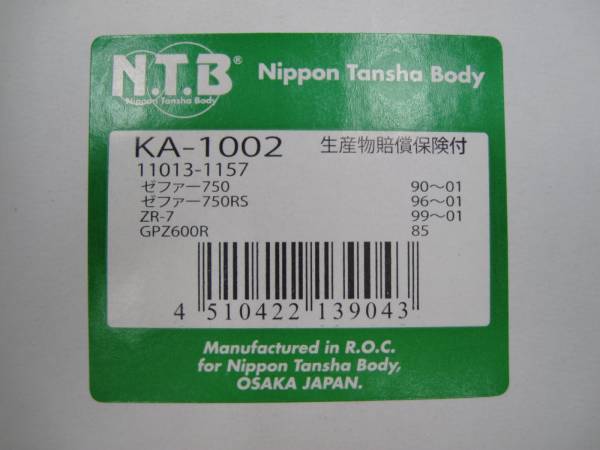 N.T.B®
Nippon Tansha Body
Nippon Tansha Body
KA-1002 生産物賠償保険付
11013-1157
ゼファー750 90～01
ゼファー750RS 96～01
ZR-7 99～01
GPZ600R 85
4 510422 139043
Manufactured in R.O.C.
for Nippon Tansha Body,
OSAKA JAPAN.